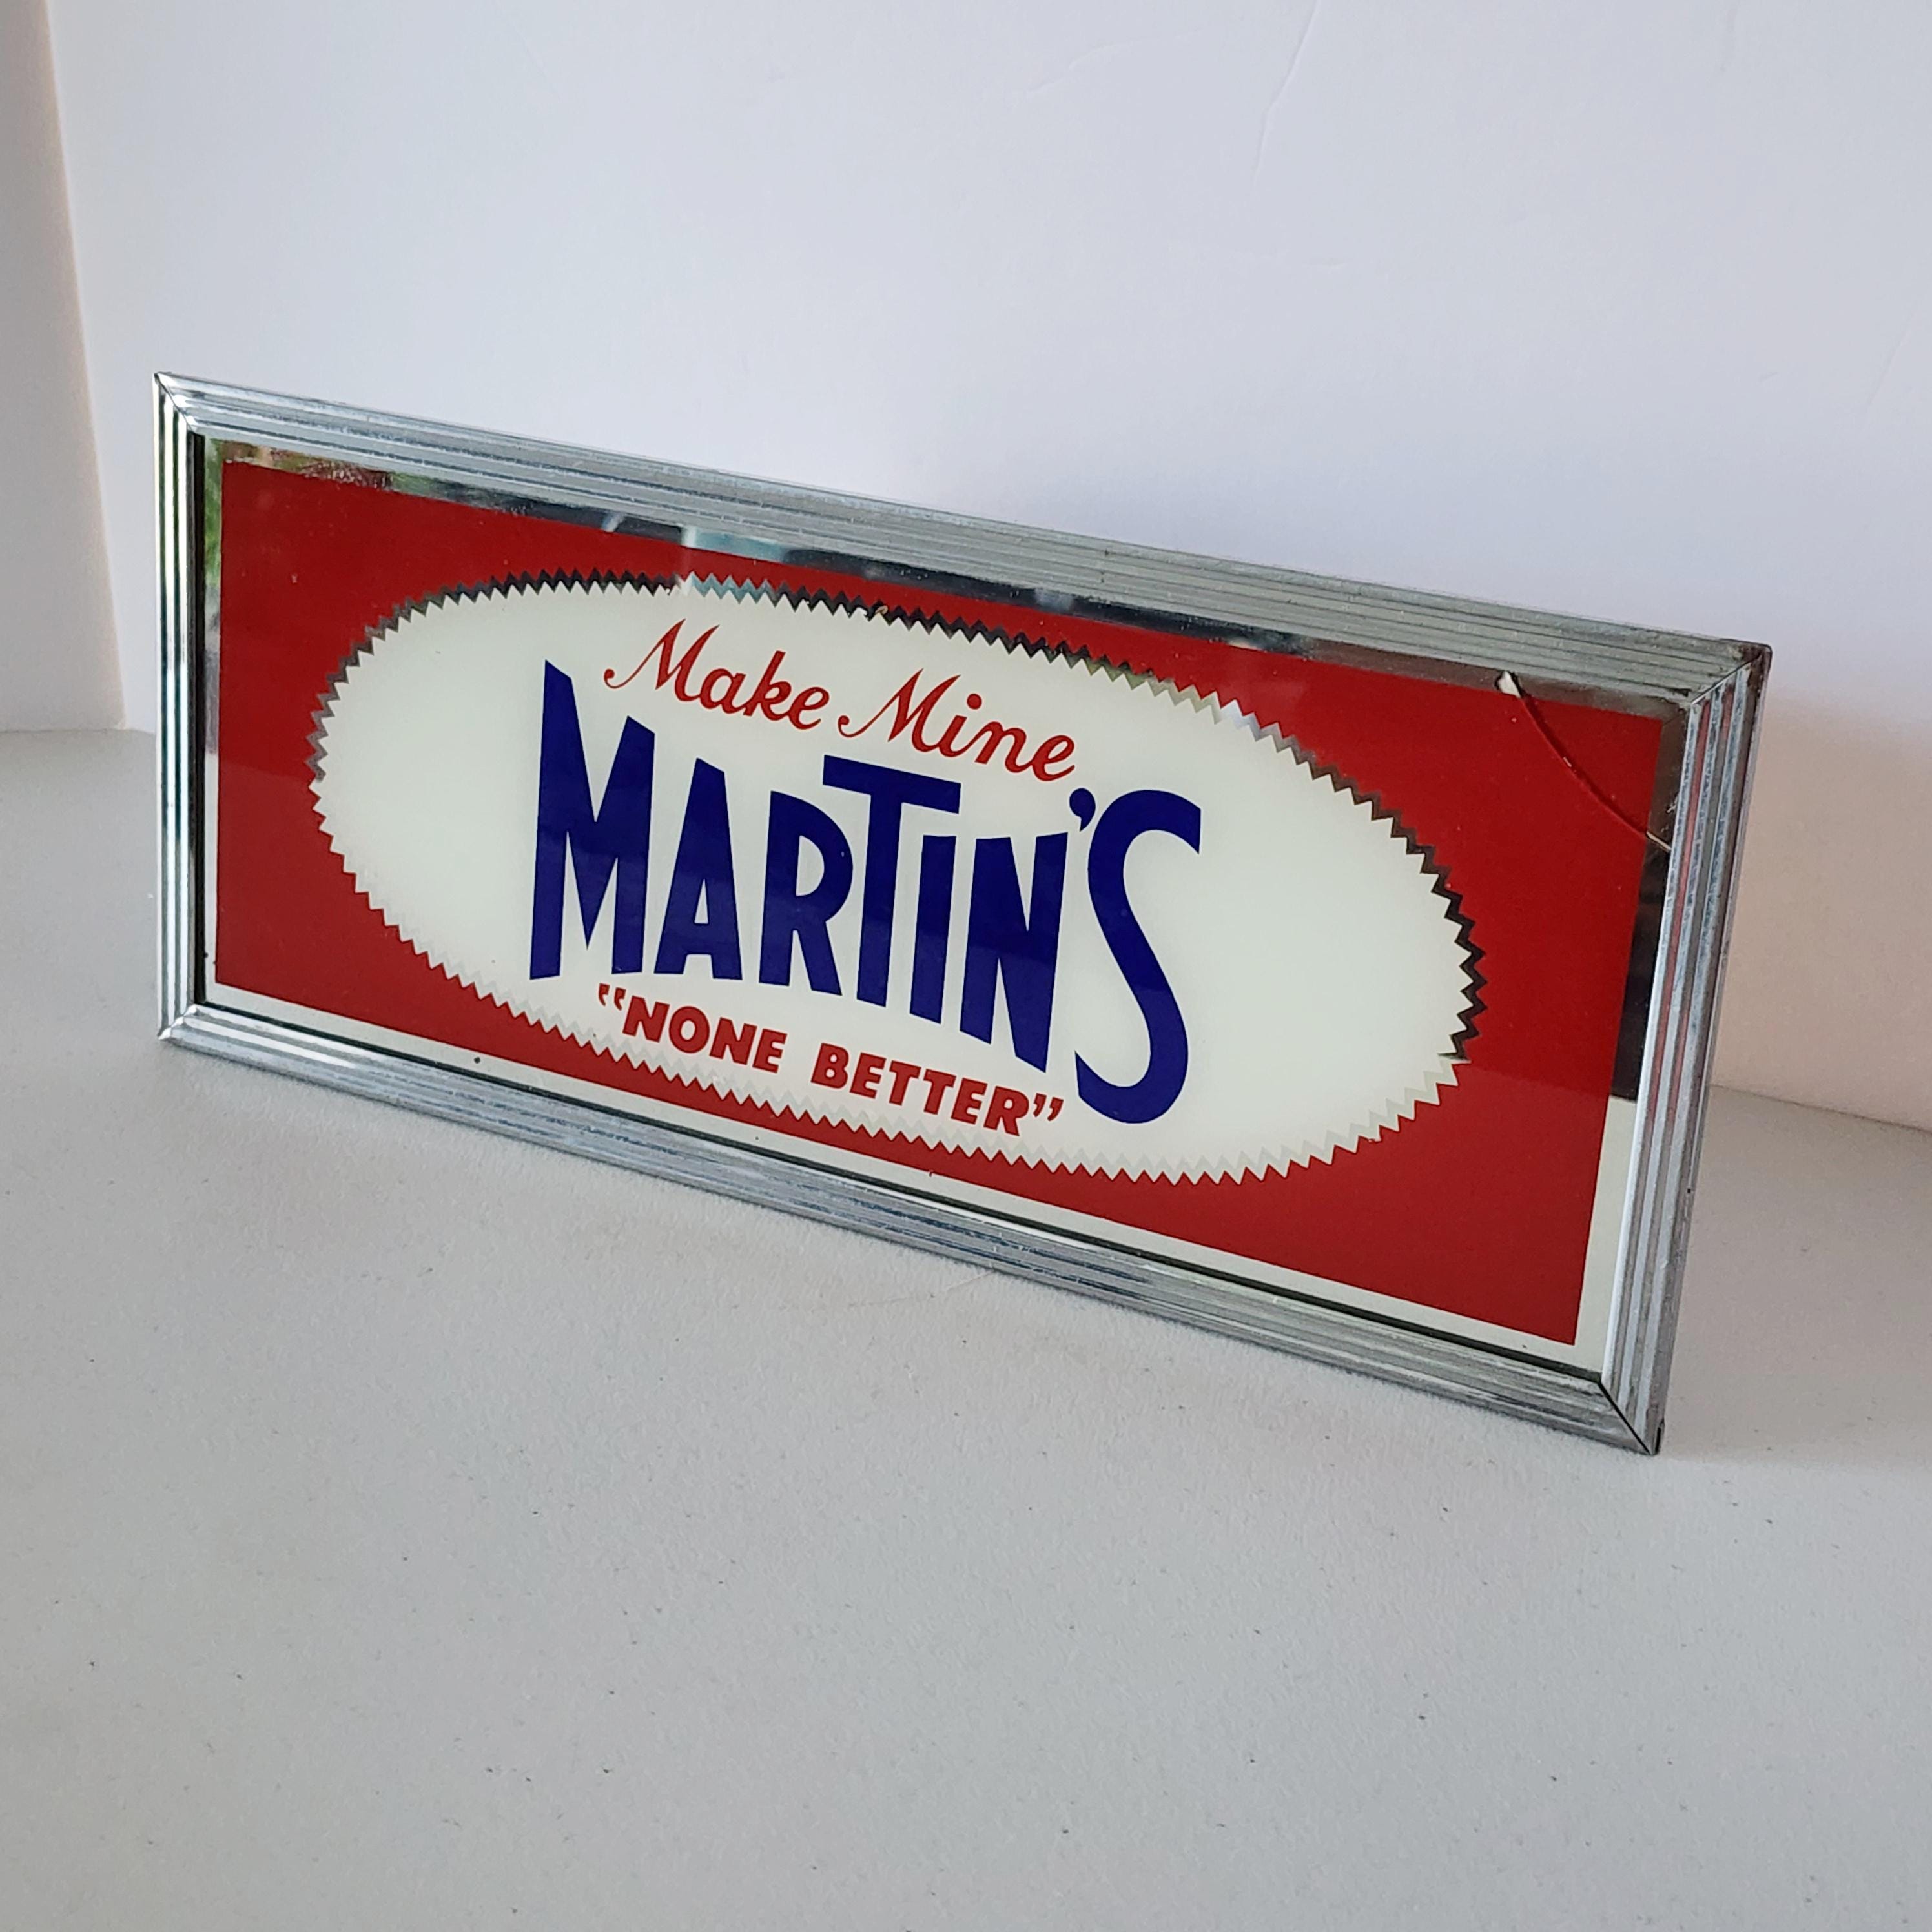 Make Mine
MARTIN'S
"NONE BETTER"